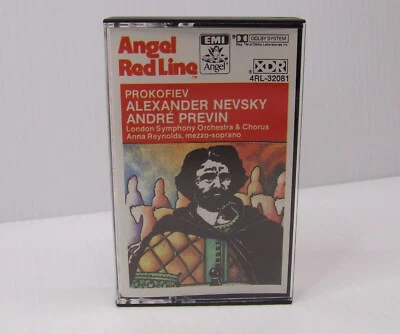 Angel
Red Line
EMI
Angel
DOLBY SYSTEM
XDR
4RL-32081
PROKOFIEV
ALEXANDER NEVSKY
ANDRÉ PREVIN
London Symphony Orchestra & Chorus
Anna Reynolds, mezzo-soprano